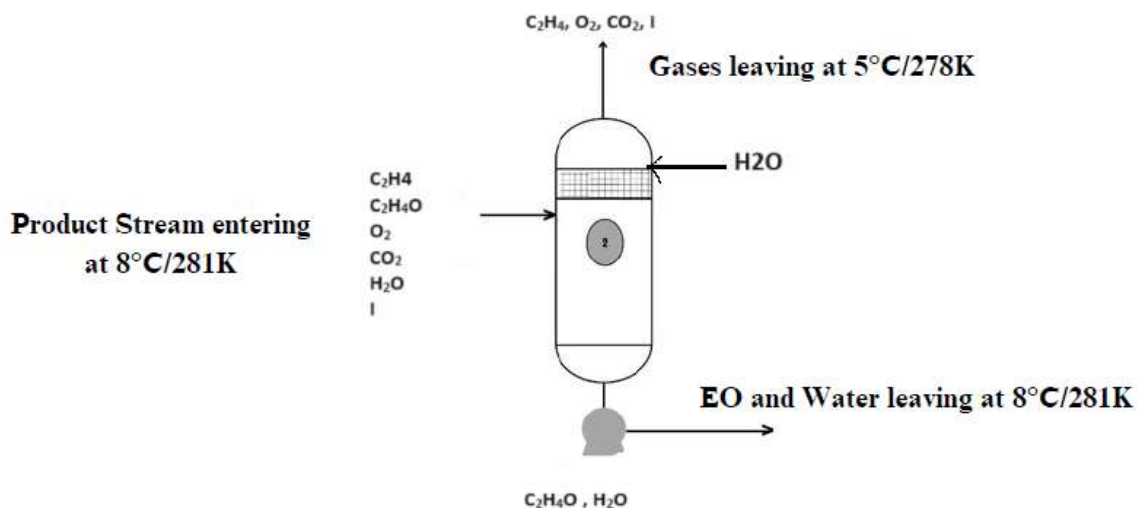 C₂H₄, O₂, CO₂, I
Gases leaving at 5°C/278K
H2O
C₂H4
C₂H₄O
O₂
CO₂
H₂O
I
Product Stream entering
at 8°C/281K
2
EO and Water leaving at 8°C/281K
C₂H₄O , H₂O